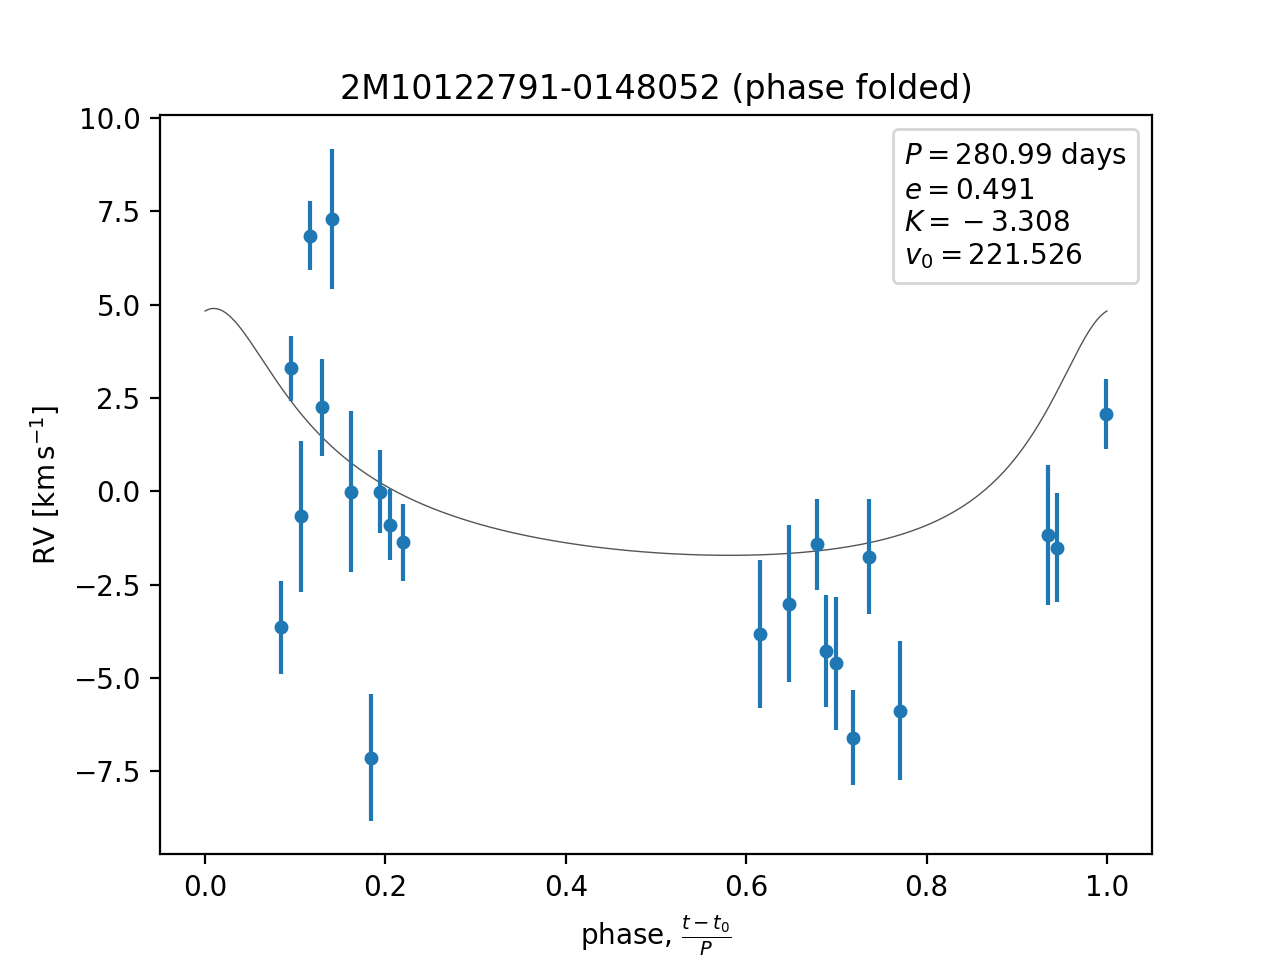 2M10122791-0148052 (phase folded)
10.0
7.5
5.0
2.5
0.0
−2.5
−5.0
−7.5
RV [km s⁻¹]
P = 280.99 days
e = 0.491
K = − 3.308
v₀ = 221.526
0.0 0.2 0.4 0.6 0.8 1.0
phase, (t − t₀)/P